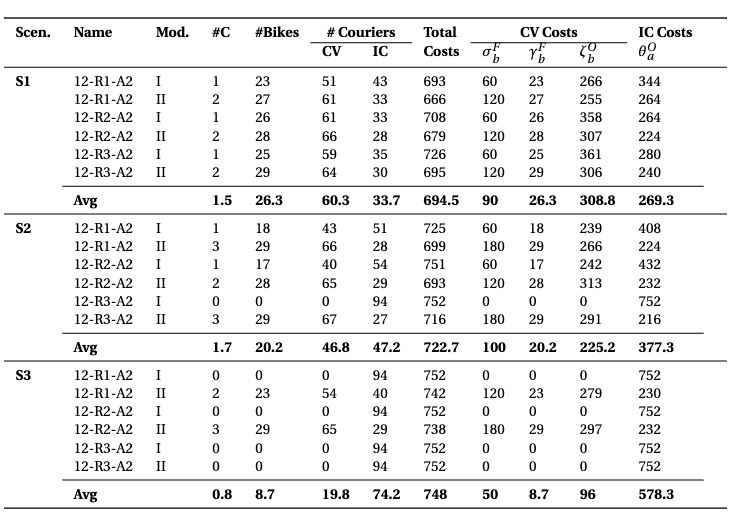 Scen. Name Mod. #C #Bikes # Couriers Total CV Costs IC Costs
CV IC Costs σ_b^F γ_b^F ζ_b^O θ_a^O
S1 12-R1-A2 I 1 23 51 43 693 60 23 266 344
12-R1-A2 II 2 27 61 33 666 120 27 255 264
12-R2-A2 I 1 26 61 33 708 60 26 358 264
12-R2-A2 II 2 28 66 28 679 120 28 307 224
12-R3-A2 I 1 25 59 35 726 60 25 361 280
12-R3-A2 II 2 29 64 30 695 120 29 306 240
Avg 1.5 26.3 60.3 33.7 694.5 90 26.3 308.8 269.3
S2 12-R1-A2 I 1 18 43 51 725 60 18 239 408
12-R1-A2 II 3 29 66 28 699 180 29 266 224
12-R2-A2 I 1 17 40 54 751 60 17 242 432
12-R2-A2 II 2 28 65 29 693 120 28 313 232
12-R3-A2 I 0 0 0 94 752 0 0 0 752
12-R3-A2 II 3 29 67 27 716 180 29 291 216
Avg 1.7 20.2 46.8 47.2 722.7 100 20.2 225.2 377.3
S3 12-R1-A2 I 0 0 0 94 752 0 0 0 752
12-R1-A2 II 2 23 54 40 742 120 23 279 230
12-R2-A2 I 0 0 0 94 752 0 0 0 752
12-R2-A2 II 3 29 65 29 738 180 29 297 232
12-R3-A2 I 0 0 0 94 752 0 0 0 752
12-R3-A2 II 0 0 0 94 752 0 0 0 752
Avg 0.8 8.7 19.8 74.2 748 50 8.7 96 578.3